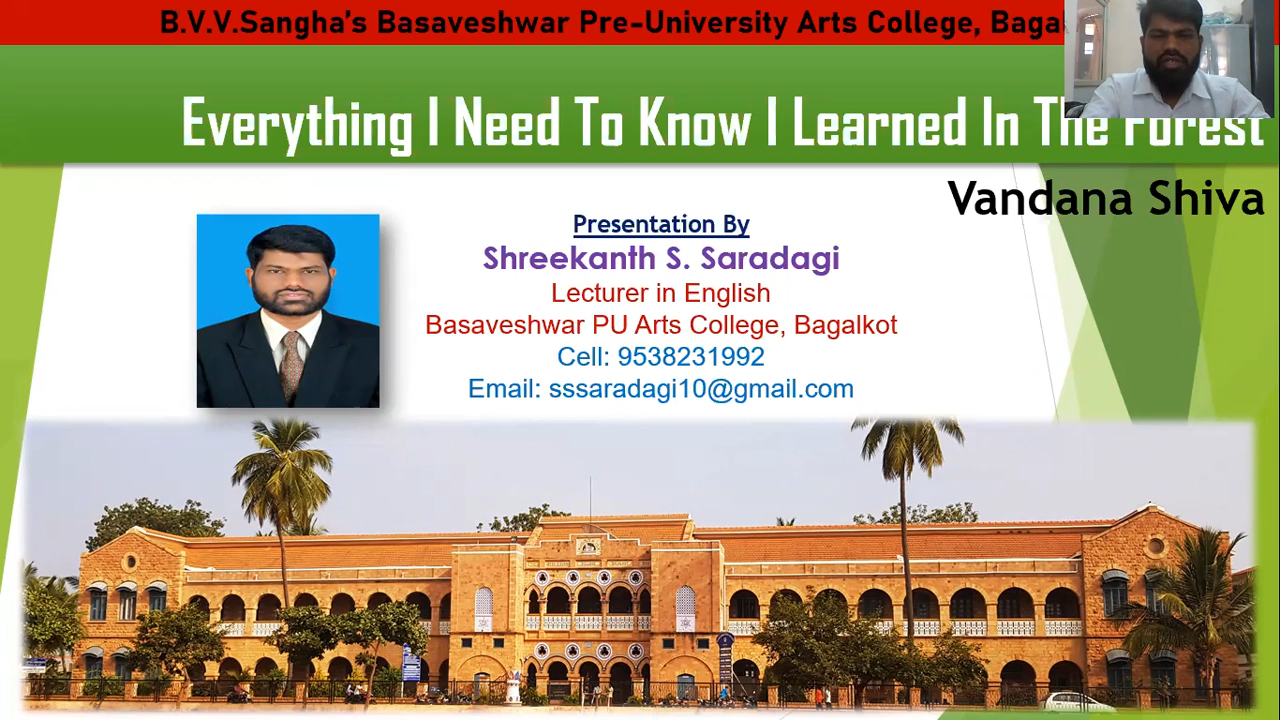 B.V.V.Sangha's Basaveshwar Pre-University Arts College,
Everything I Need To Know I Learned In The Forest
Vandana Shiva
Presentation By
Shreekanth S. Saradagi
Lecturer in English
Basaveshwar PU Arts College, Bagalkot
Cell: 9538231992
Email: sssaradagi10@gmail.com